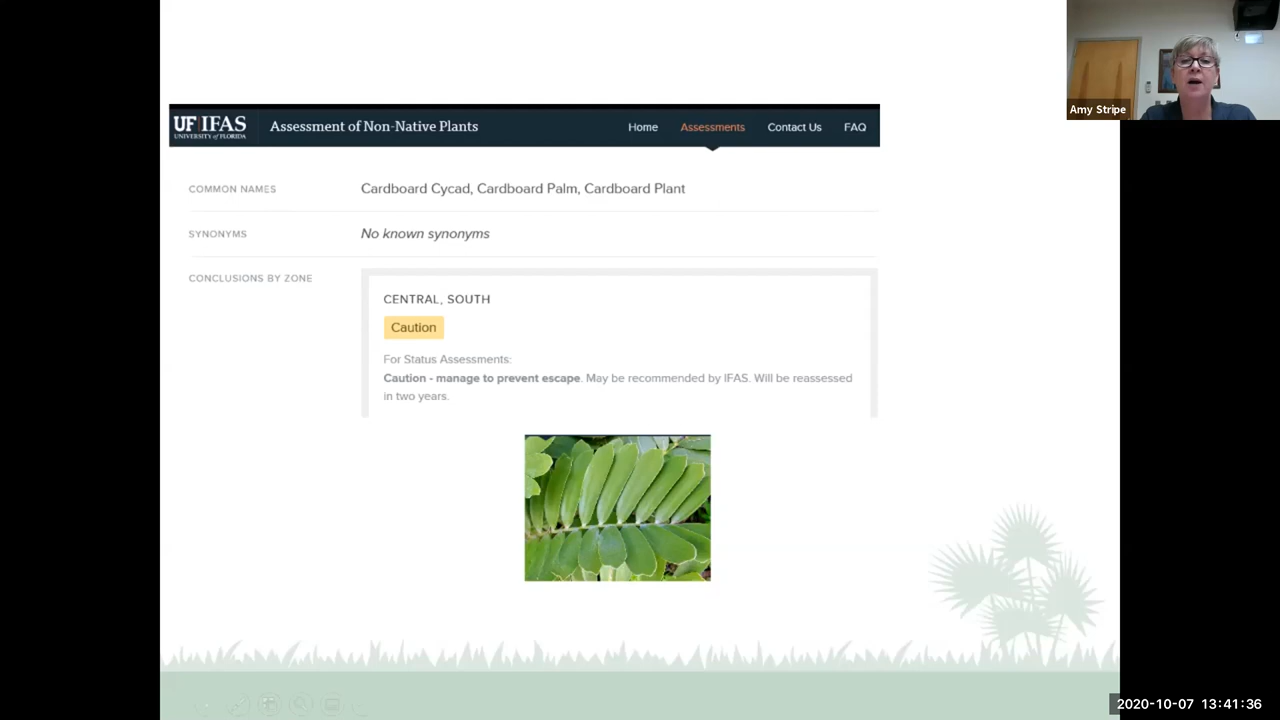 Amy Stripe
UF IFAS
UNIVERSITY of FLORIDA
Assessment of Non-Native Plants
Home
Assessments
Contact Us
FAQ
COMMON NAMES
Cardboard Cycad, Cardboard Palm, Cardboard Plant
SYNONYMS
No known synonyms
CONCLUSIONS BY ZONE
CENTRAL, SOUTH
Caution
For Status Assessments:
Caution - manage to prevent escape. May be recommended by IFAS. Will be reassessed
in two years.
2020-10-07 13:41:36